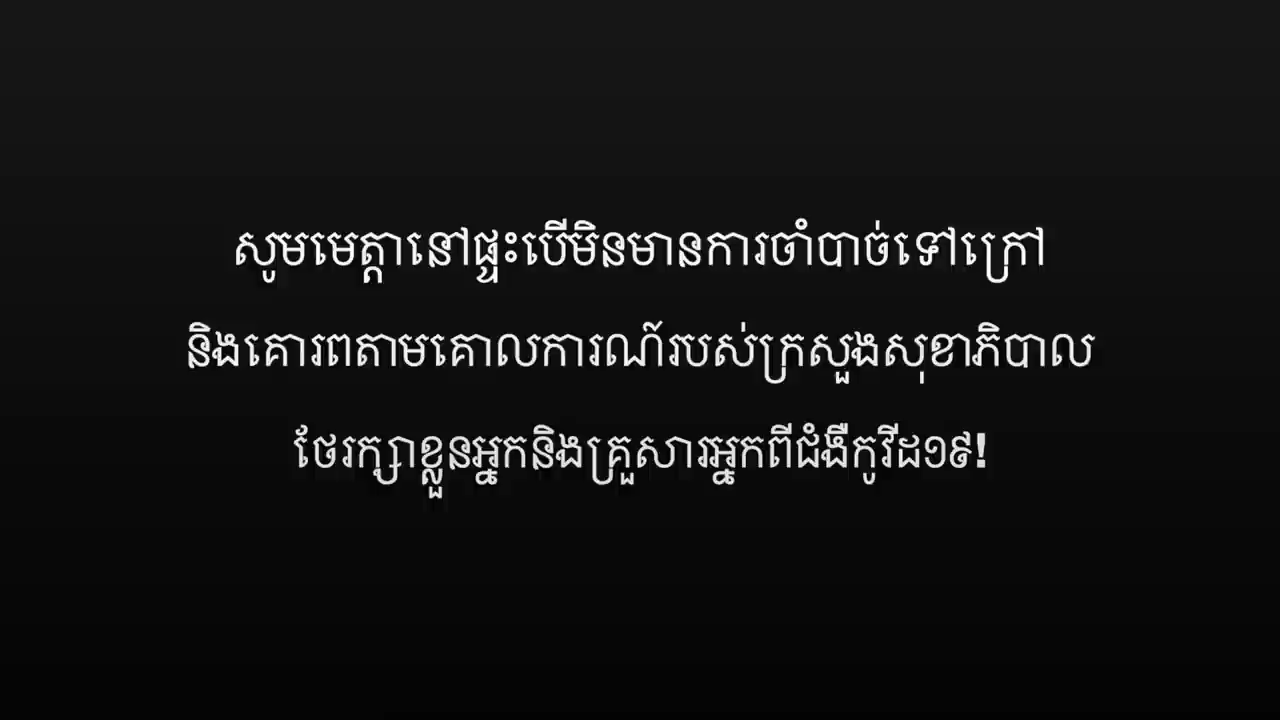 សូមមេត្តានៅផ្ទះបើមិនមានការចាំបាច់ទៅក្រៅ
និងគោរពតាមគោលការណ៍របស់ក្រសួងសុខាភិបាល
ថែរក្សាខ្លួនអ្នកនិងគ្រួសារអ្នកពីជំងឺកូវីដ១៩!